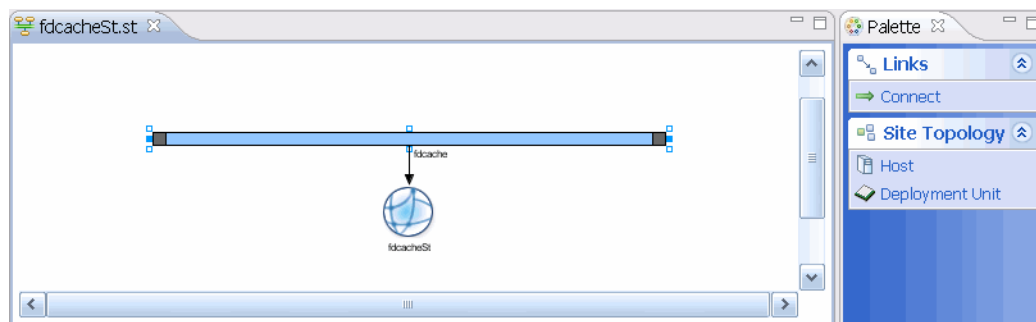 fdcacheSt.st
fdcache
fdcacheSt
Palette
Links
Connect
Site Topology
Host
Deployment Unit